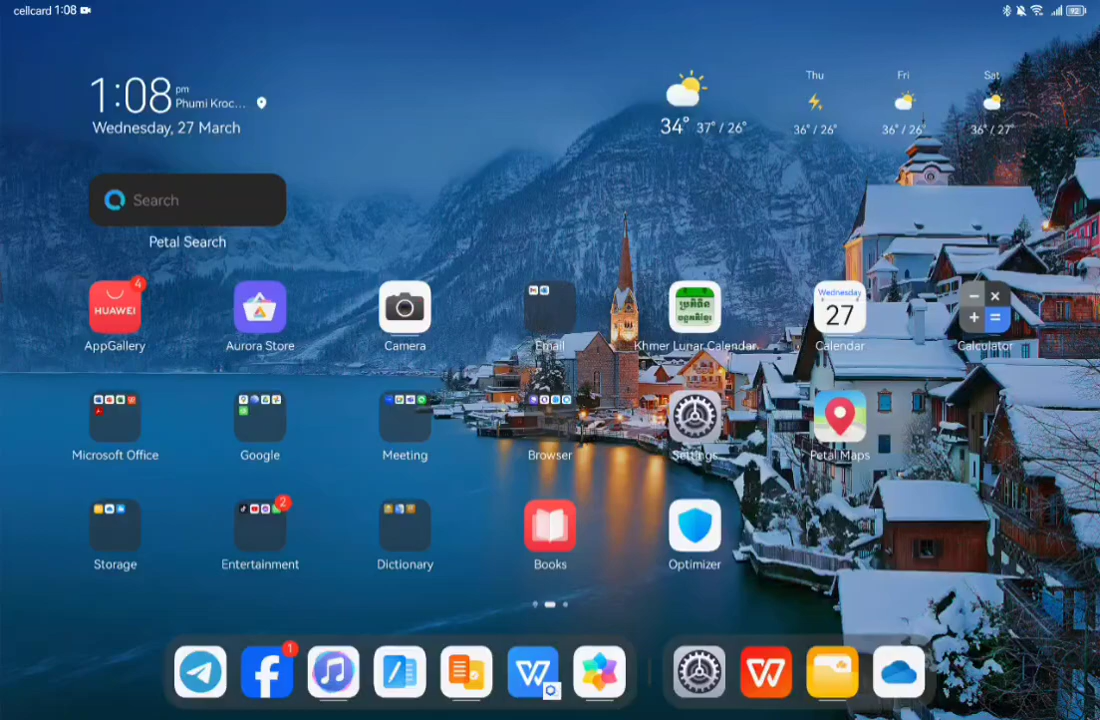 cellcard 1:08
1:08 pm
Phumi Kroc...
Wednesday, 27 March
34° 37° / 26°
Thu
36° / 26°
Fri
36° / 26°
Sat
36° / 27°
Search
Petal Search
4
HUAWEI
AppGallery
Aurora Store
Camera
Email
Khmer Lunar Calendar
Wednesday
27
Calendar
Calculator
Microsoft Office
Google
Meeting
Browser
Settings
Petal Maps
Storage
2
Entertainment
Dictionary
Books
Optimizer
1